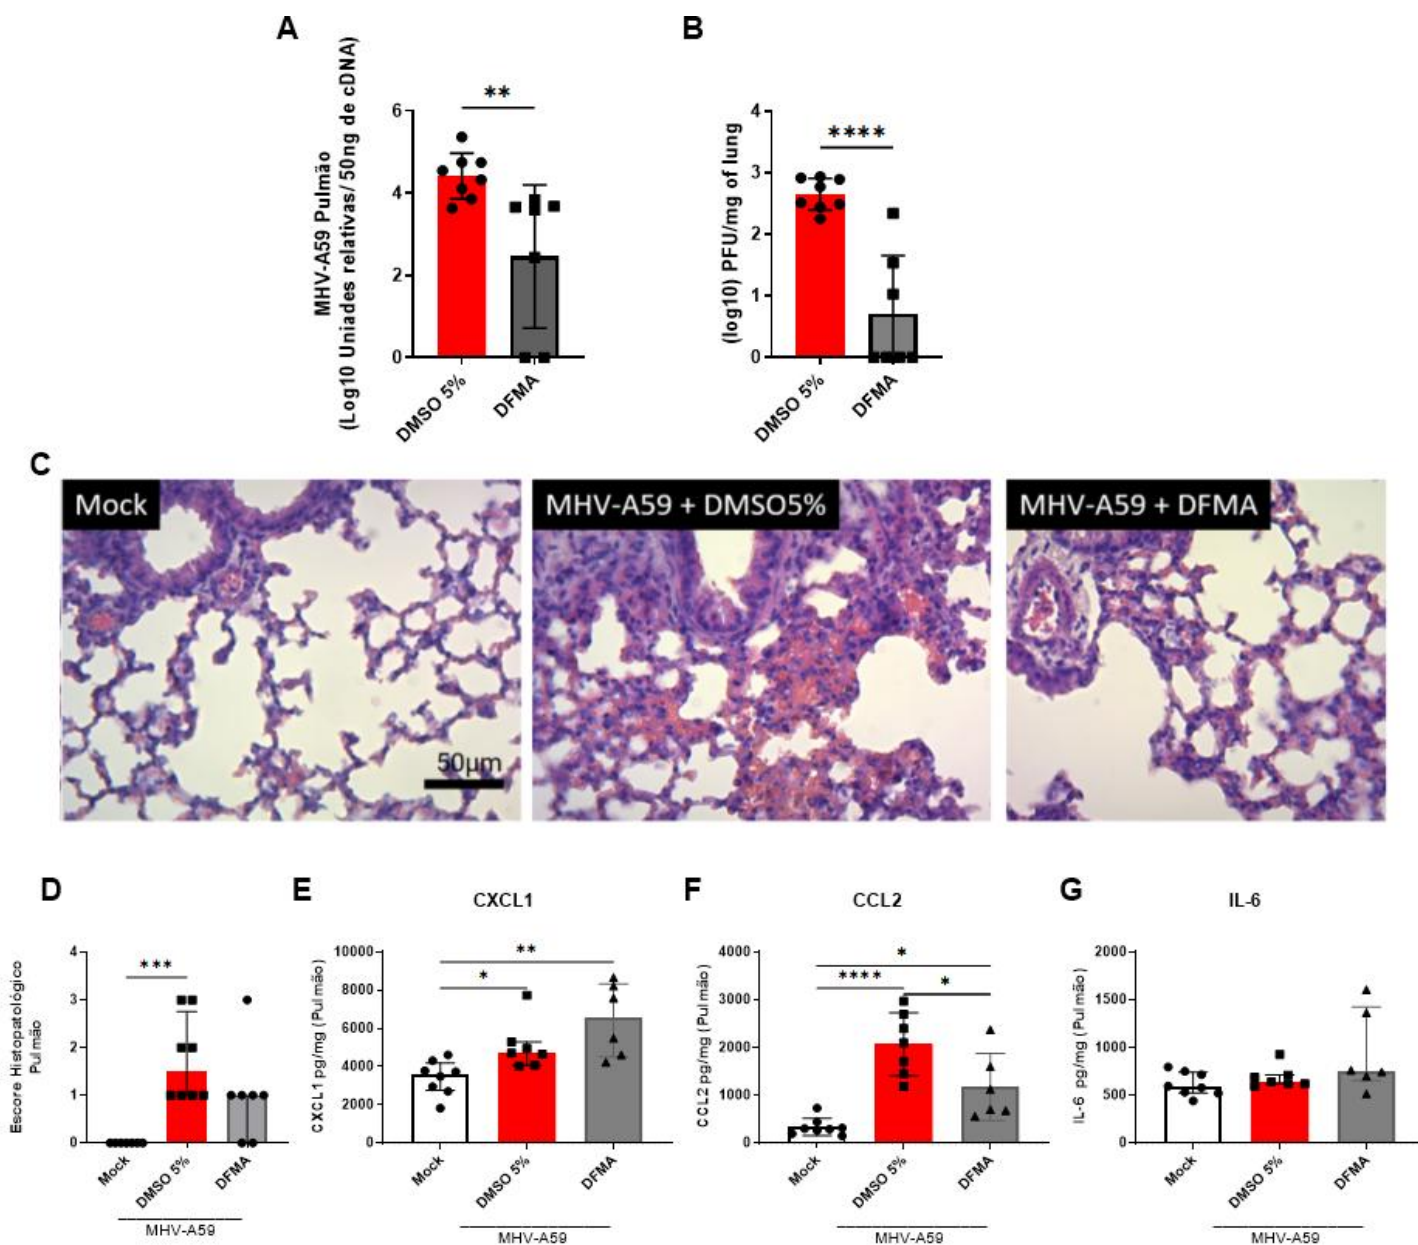 A
B
MHV-A59 Pulmão
(Log10 Uniades relativas/ 50ng de cDNA)
6
4
2
0
**
DMSO 5%
DFMA
(log10) PFU/mg of lung
4
3
2
1
0
****
DMSO 5%
DFMA
C
Mock
50µm
MHV-A59 + DMSO5%
MHV-A59 + DFMA
D
Escore Histopatológico
Pulmão
4
3
2
1
0
***
Mock
DMSO 5%
DFMA
MHV-A59
E
CXCL1
CXCL1 pg/mg (Pulmão)
10000
8000
6000
4000
2000
0
**
*
Mock
DMSO 5%
DFMA
MHV-A59
F
CCL2
CCL2 pg/mg (Pulmão)
4000
3000
2000
1000
0
*
****
*
Mock
DMSO 5%
DFMA
MHV-A59
G
IL-6
IL-6 pg/mg (Pulmão)
2000
1500
1000
500
0
Mock
DMSO 5%
DFMA
MHV-A59